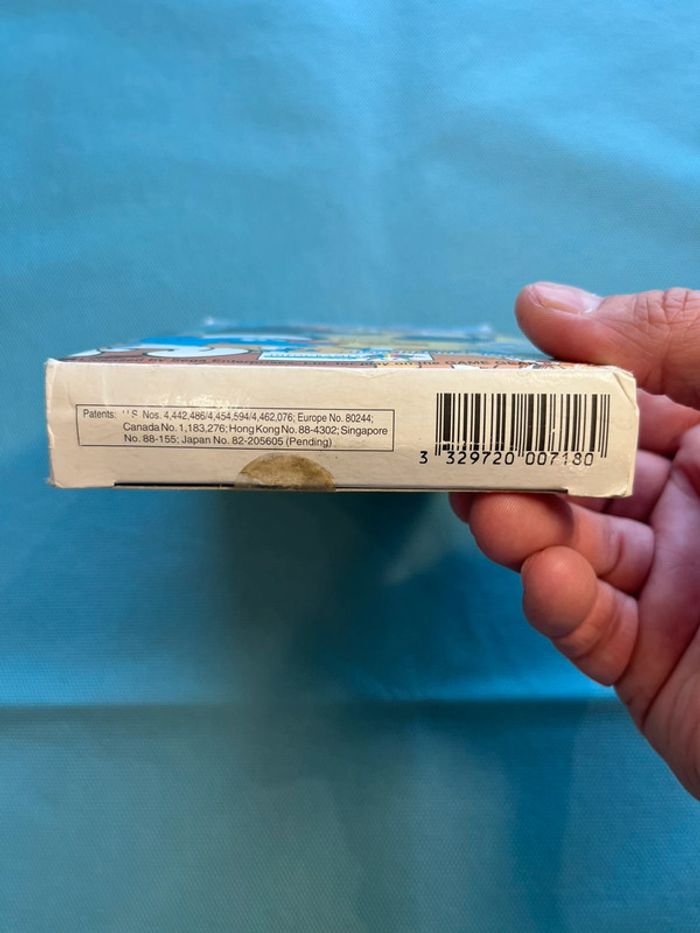 Patents: U.S. Nos. 4,442,486/4,454,594/4,462,076; Europe No. 80244;
Canada No. 1,183,276; Hong Kong No. 88-4302; Singapore
No. 88-155; Japan No. 82-205605 (Pending)
3 329720 007180